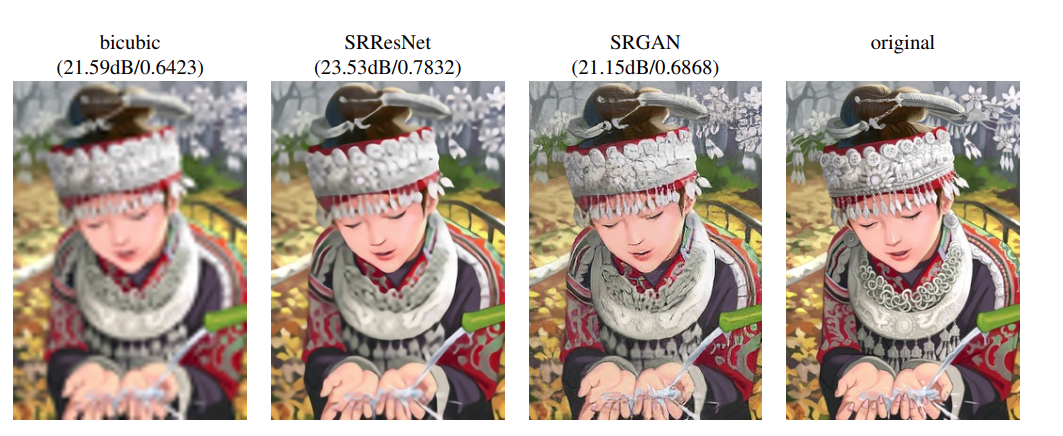 bicubic
(21.59dB/0.6423)
SRResNet
(23.53dB/0.7832)
SRGAN
(21.15dB/0.6868)
original